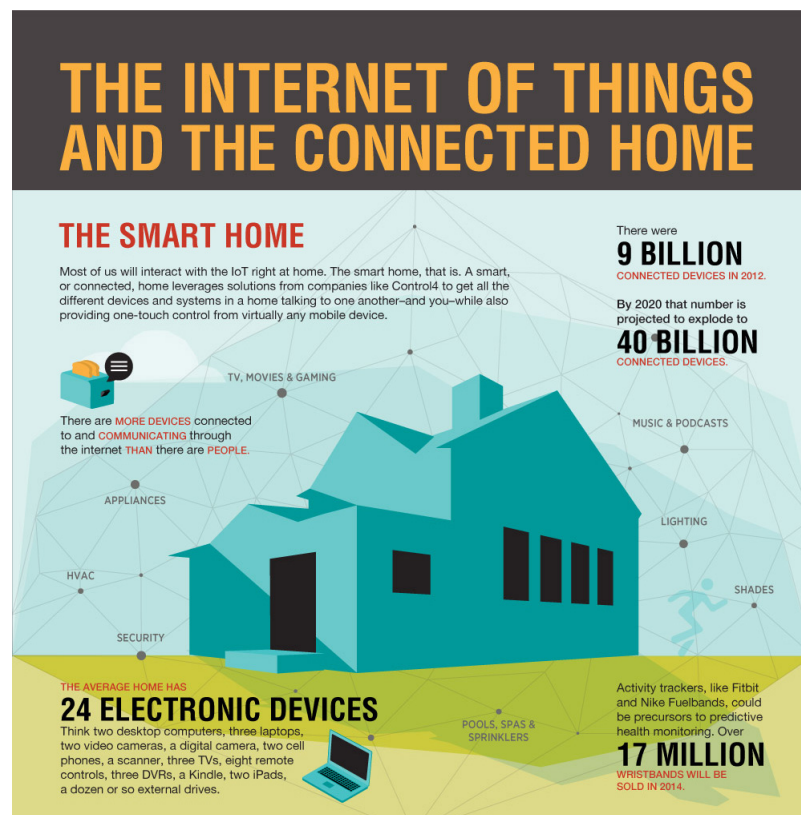 THE INTERNET OF THINGS
AND THE CONNECTED HOME
THE SMART HOME
Most of us will interact with the IoT right at home. The smart home, that is. A smart,
or connected, home leverages solutions from companies like Control4 to get all the
different devices and systems in a home talking to one another–and you–while also
providing one-touch control from virtually any mobile device.
There were
9 BILLION
CONNECTED DEVICES IN 2012.
By 2020 that number is
projected to explode to
40 BILLION
CONNECTED DEVICES.
There are MORE DEVICES connected
to and COMMUNICATING through
the internet THAN there are PEOPLE.
TV, MOVIES & GAMING
MUSIC & PODCASTS
APPLIANCES
LIGHTING
HVAC
SHADES
SECURITY
THE AVERAGE HOME HAS
24 ELECTRONIC DEVICES
Think two desktop computers, three laptops,
two video cameras, a digital camera, two cell
phones, a scanner, three TVs, eight remote
controls, three DVRs, a Kindle, two iPads,
a dozen or so external drives.
POOLS, SPAS &
SPRINKLERS
Activity trackers, like Fitbit
and Nike Fuelbands, could
be precursors to predictive
health monitoring. Over
17 MILLION
WRISTBANDS WILL BE
SOLD IN 2014.